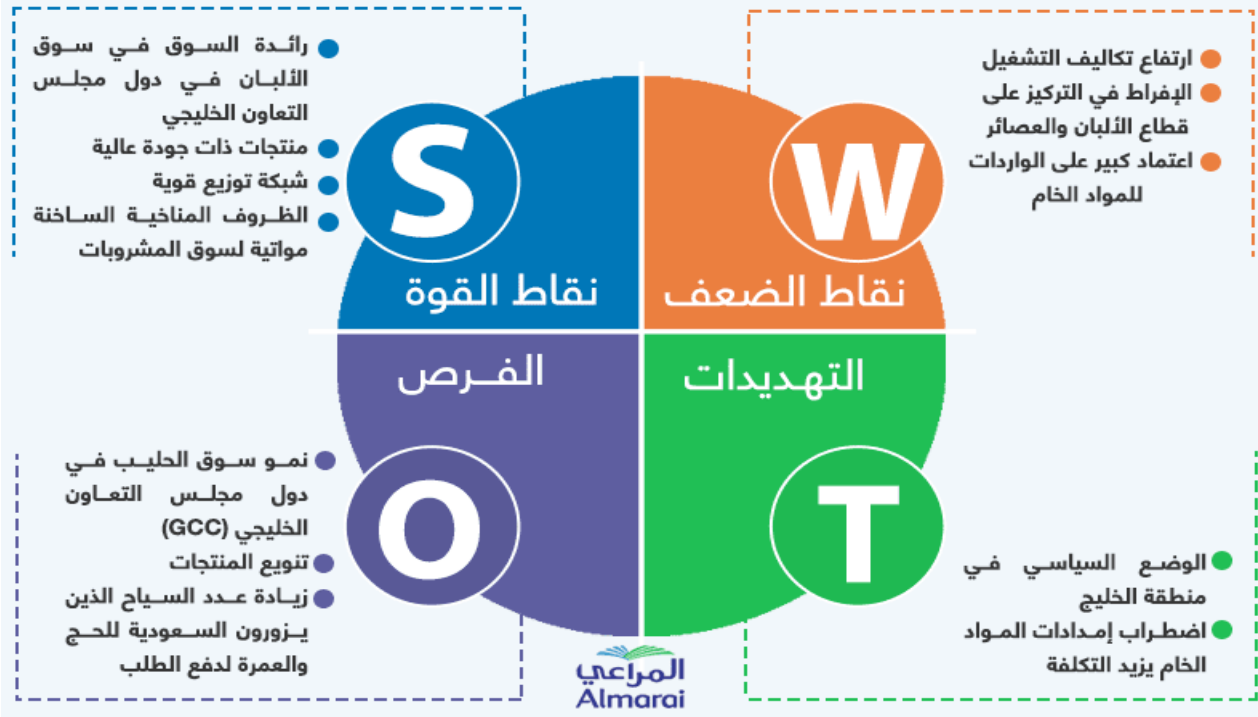 رائدة السوق في سوق
الألبان في دول مجلس
التعاون الخليجي
منتجات ذات جودة عالية
شبكة توزيع قوية
الظروف المناخية الساخنة
مواتية لسوق المشروبات
S
نقاط القوة
ارتفاع تكاليف التشغيل
الإفراط في التركيز على
قطاع الألبان والعصائر
اعتماد كبير على الواردات
للمواد الخام
W
نقاط الضعف
الفرص
O
نمو سوق الحليب في
دول مجلس التعاون
الخليجي (GCC)
تنويع المنتجات
زيادة عدد السياح الذين
يزورون السعودية للحج
والعمرة لدفع الطلب
التهديدات
T
الوضع السياسي في
منطقة الخليج
اضطراب إمدادات المواد
الخام يزيد التكلفة
المراعي
Almarai